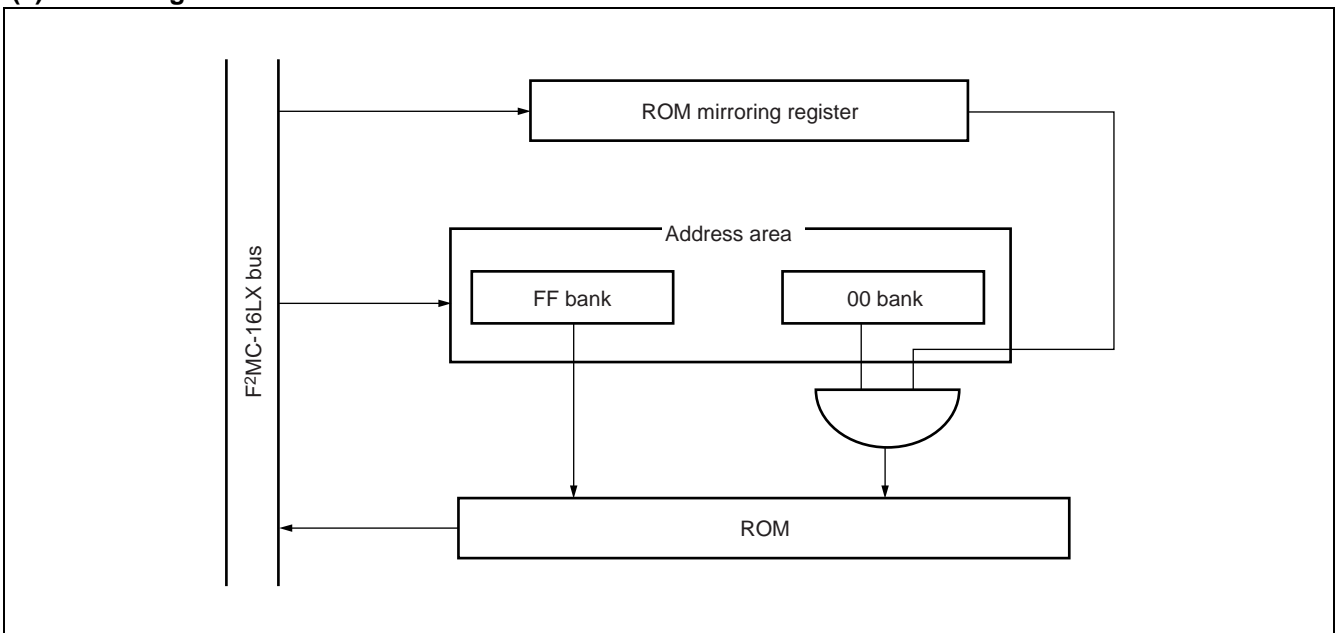 ROM mirroring register
Address area
FF bank
00 bank
F²MC-16LX bus
ROM